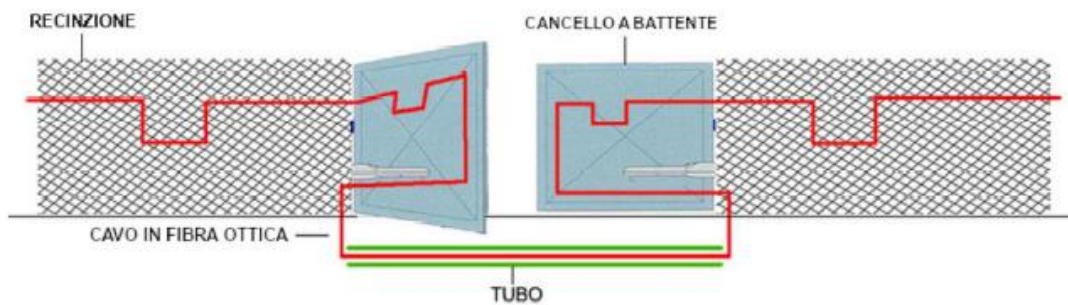 RECINZIONE
CANCELLO A BATTENTE
CAVO IN FIBRA OTTICA
TUBO